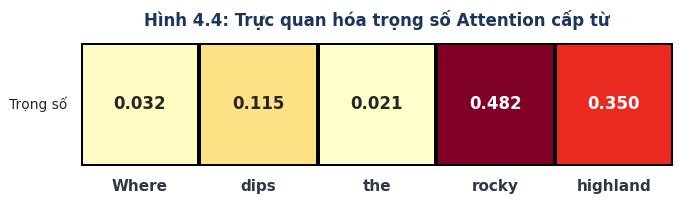 Hình 4.4: Trực quan hóa trọng số Attention cấp từ
Trọng số
0.032 0.115 0.021 0.482 0.350
Where dips the rocky highland